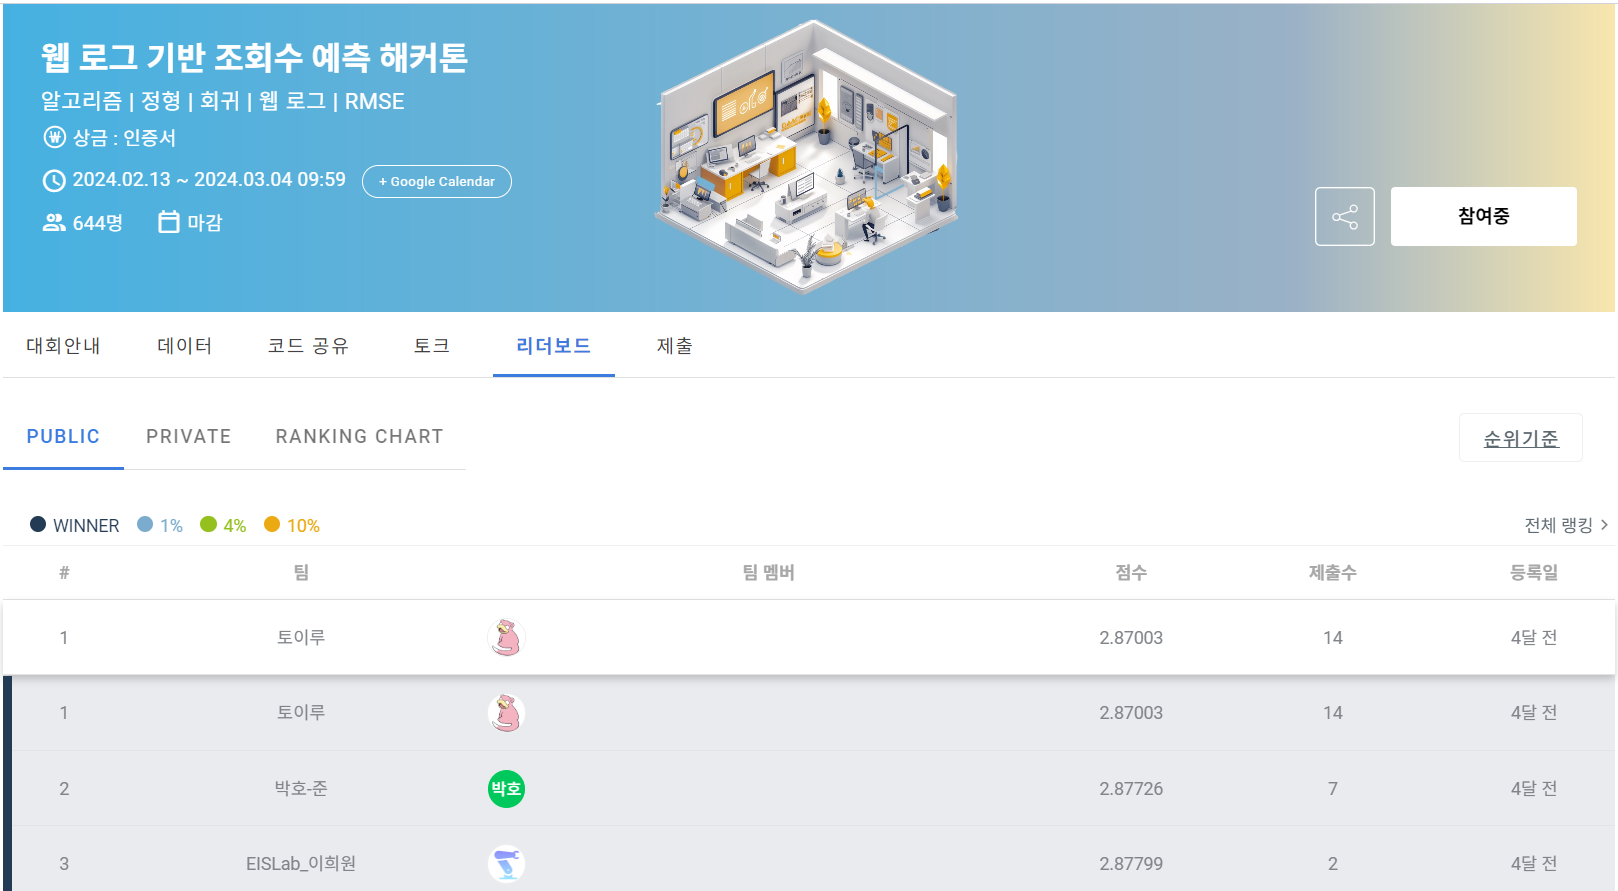 웹 로그 기반 조회수 예측 해커톤
알고리즘 | 정형 | 회귀 | 웹 로그 | RMSE
상금 : 인증서
2024.02.13 ~ 2024.03.04 09:59 + Google Calendar
644명 마감
참여중
대회안내 데이터 코드 공유 토크 리더보드 제출
PUBLIC PRIVATE RANKING CHART 순위기준
WINNER 1% 4% 10% 전체 랭킹 >
# 팀 팀 멤버 점수 제출수 등록일
1 토이루 2.87003 14 4달 전
1 토이루 2.87003 14 4달 전
2 박호-준 박호 2.87726 7 4달 전
3 EISLab_이희원 2.87799 2 4달 전